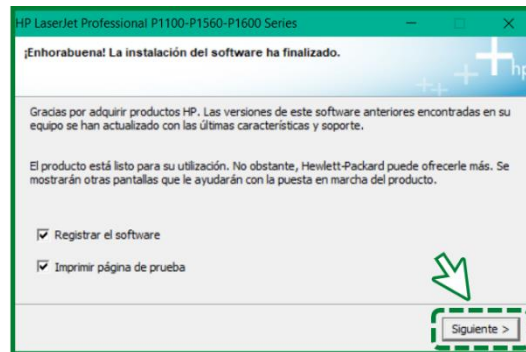 HP LaserJet Professional P1100-P1560-P1600 Series
¡Enhorabuena! La instalación del software ha finalizado.
hp
Gracias por adquirir productos HP. Las versiones de este software anteriores encontradas en su
equipo se han actualizado con las últimas características y soporte.
El producto está listo para su utilización. No obstante, Hewlett-Packard puede ofrecerle más. Se
mostrarán otras pantallas que le ayudarán con la puesta en marcha del producto.
Registrar el software
Imprimir página de prueba
Siguiente >